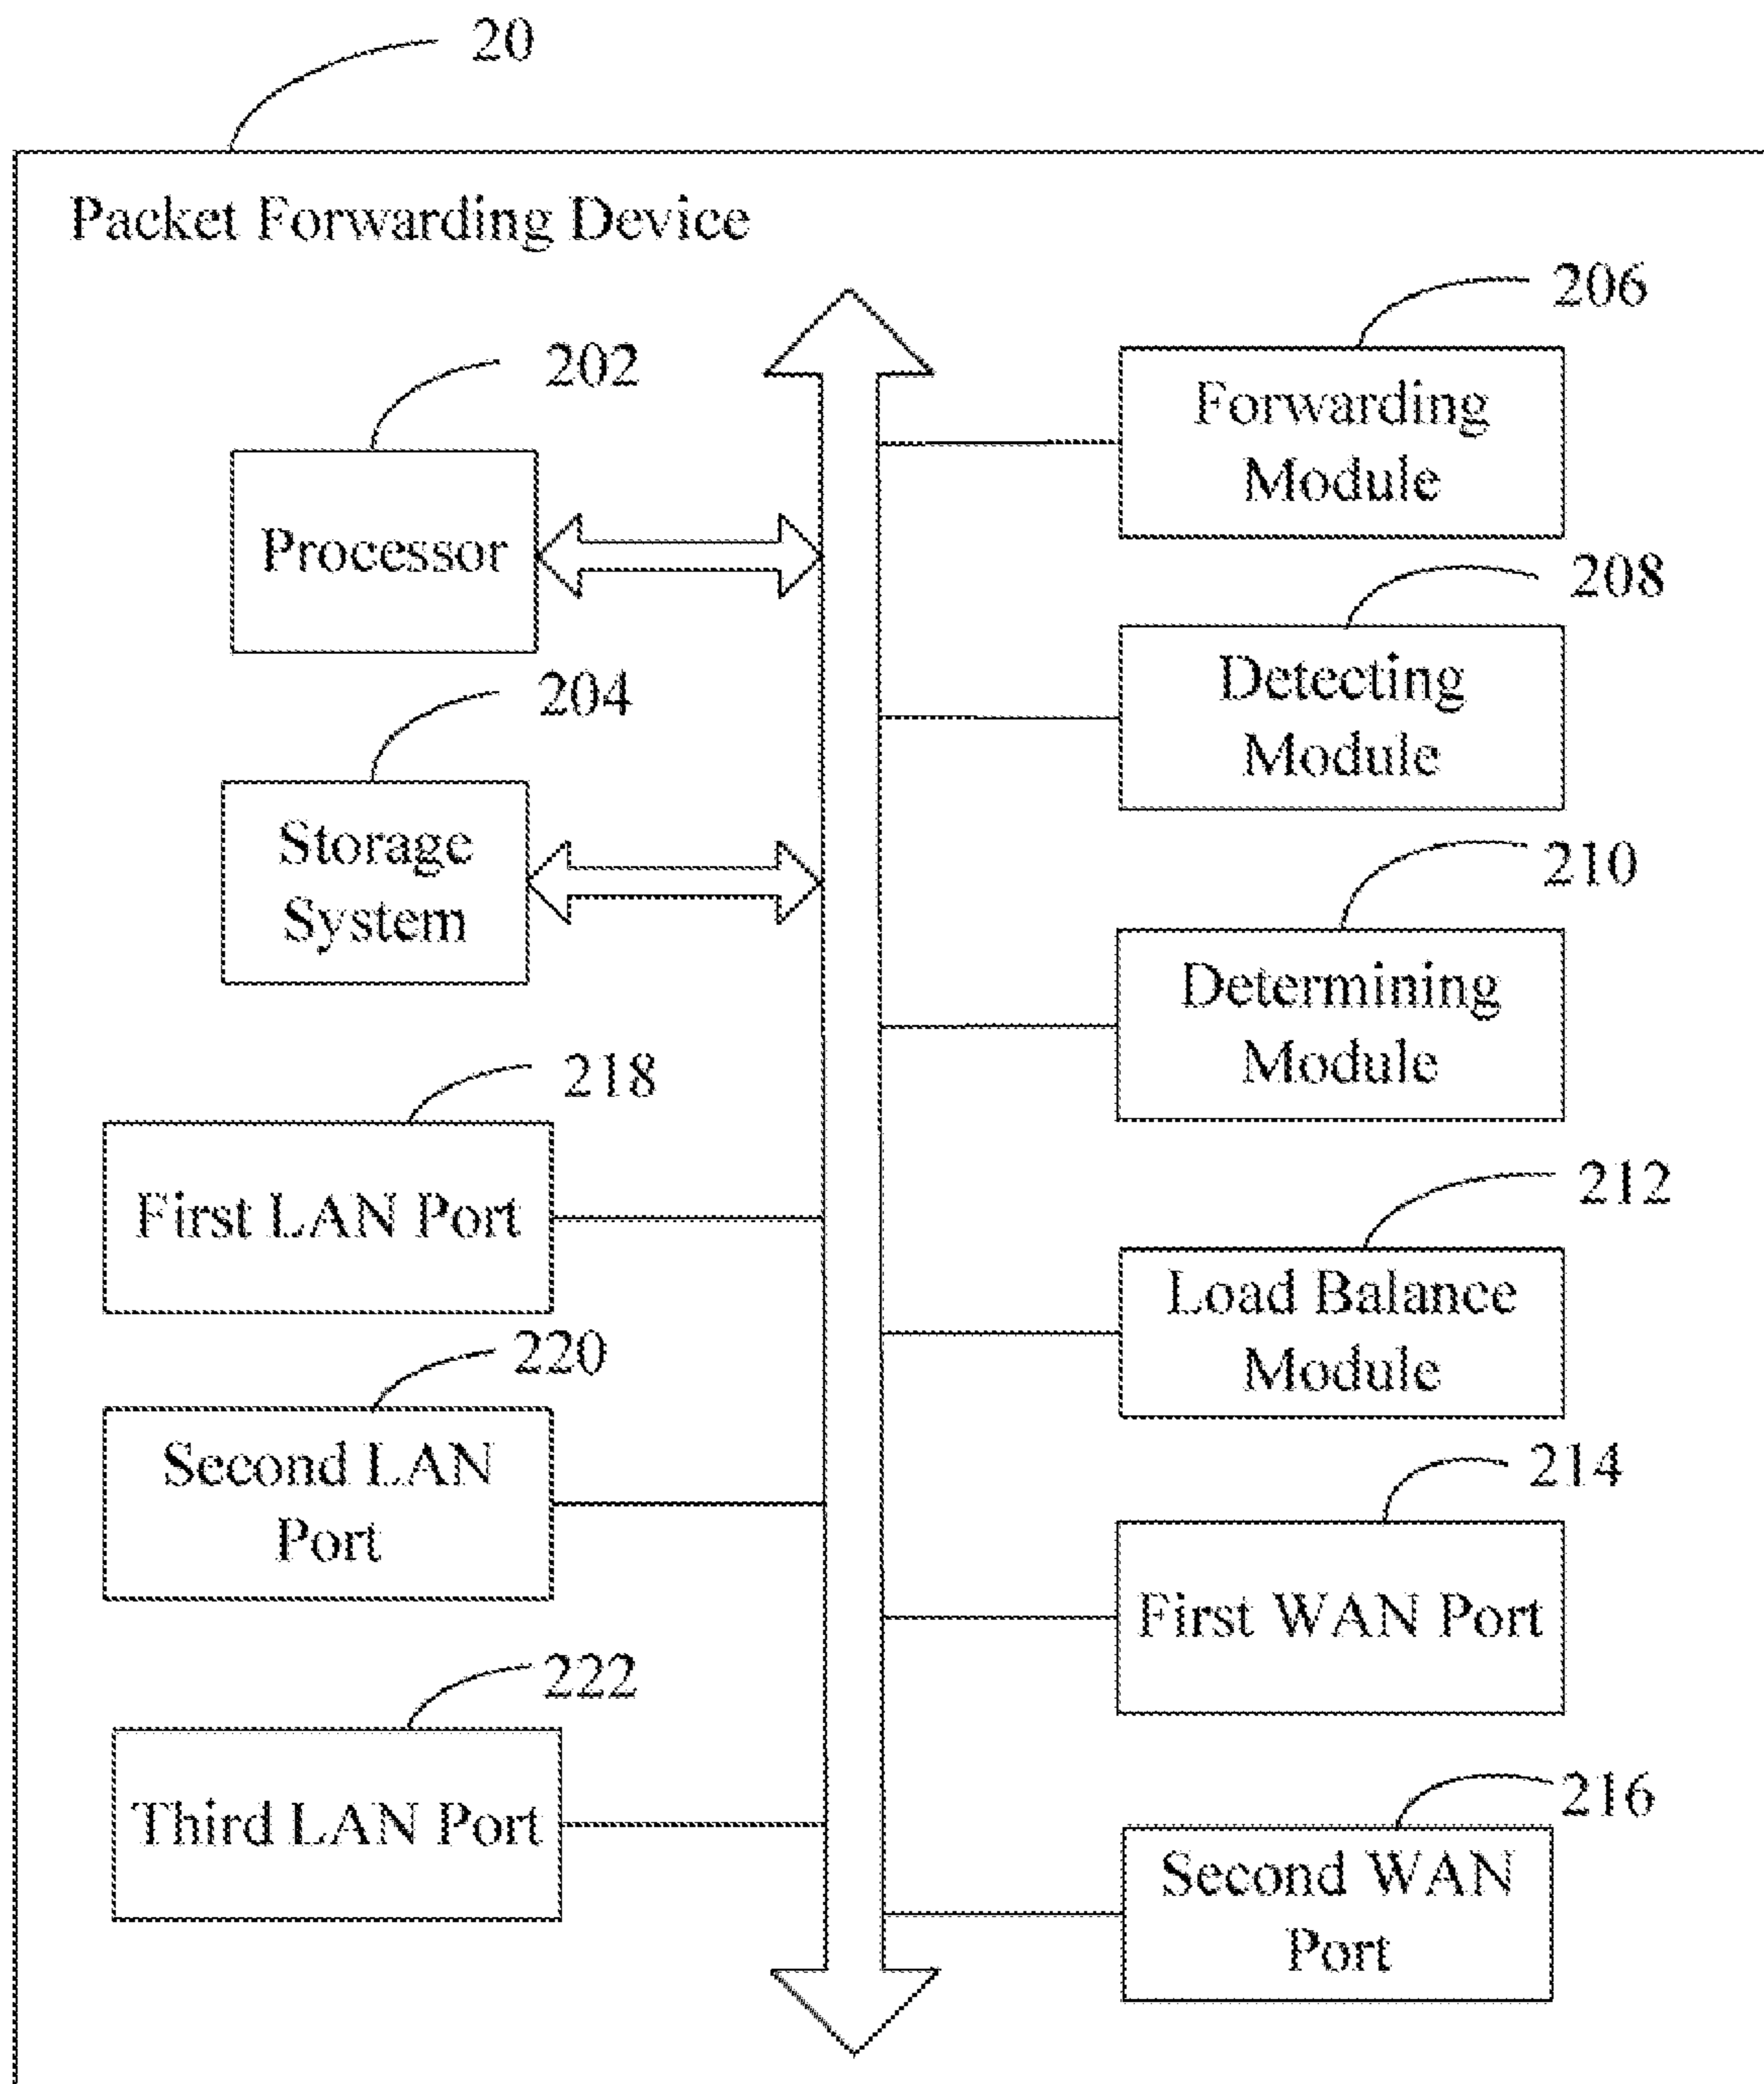 20
Packet Forwarding Device
206
202
Forwarding
Module
Processor
208
204
Detecting
Module
Storage
System
210
Determining
Module
218
First LAN Port
212
Load Balance
Module
220
Second LAN
Port
214
First WAN Port
222
Third LAN Port
216
Second WAN
Port